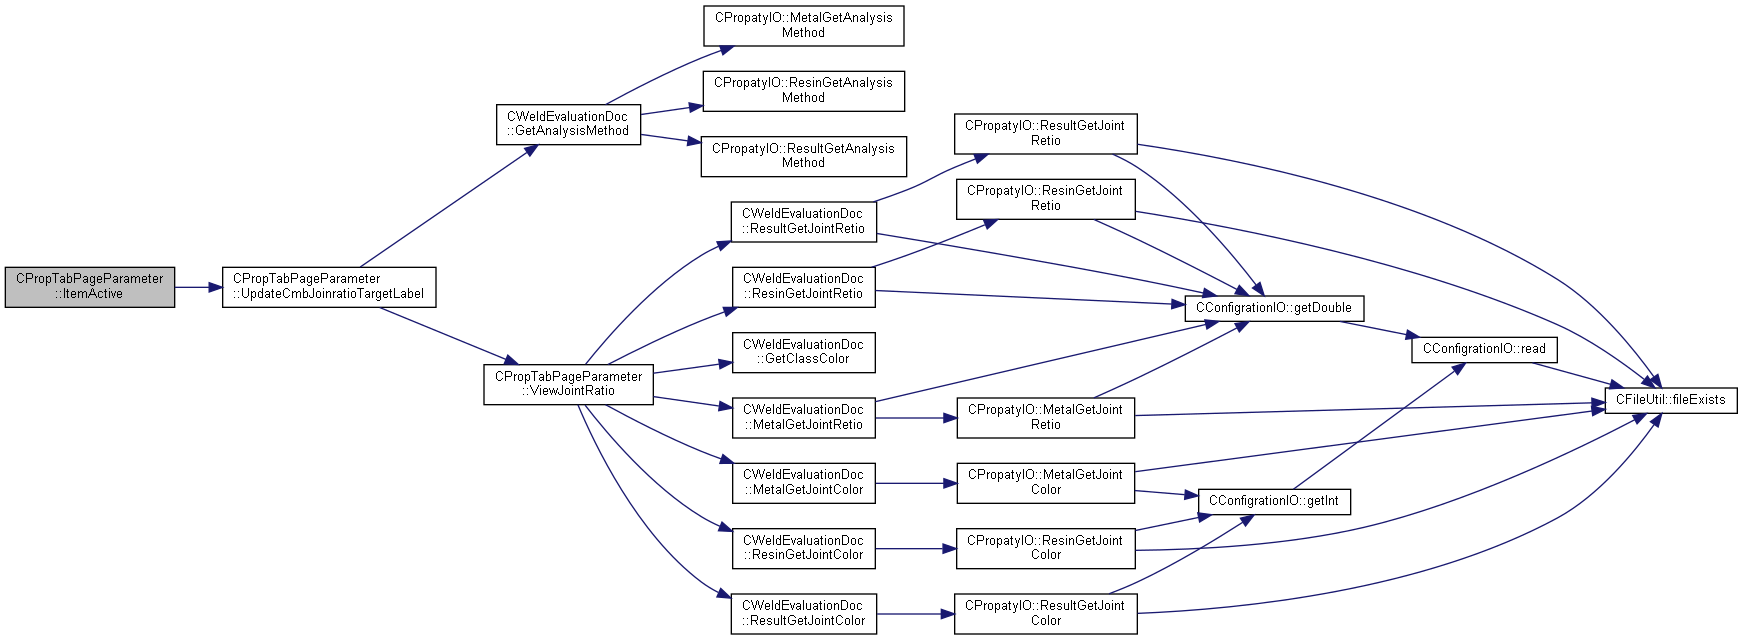 CPropTabPageParameter
::ItemActive
CPropTabPageParameter
::UpdateCmbJoinratioTargetLabel
CWeldEvaluationDoc
::GetAnalysisMethod
CPropatyIO::MetalGetAnalysis
Method
CPropatyIO::ResinGetAnalysis
Method
CPropatyIO::ResultGetAnalysis
Method
CPropTabPageParameter
::ViewJointRatio
CWeldEvaluationDoc
::ResultGetJointRetio
CWeldEvaluationDoc
::ResinGetJointRetio
CWeldEvaluationDoc
::GetClassColor
CWeldEvaluationDoc
::MetalGetJointRetio
CWeldEvaluationDoc
::MetalGetJointColor
CWeldEvaluationDoc
::ResinGetJointColor
CWeldEvaluationDoc
::ResultGetJointColor
CPropatyIO::ResultGetJoint
Retio
CPropatyIO::ResinGetJoint
Retio
CPropatyIO::MetalGetJoint
Retio
CPropatyIO::MetalGetJoint
Color
CPropatyIO::ResinGetJoint
Color
CPropatyIO::ResultGetJoint
Color
CConfigrationIO::getDouble
CConfigrationIO::getInt
CConfigrationIO::read
CFileUtil::fileExists